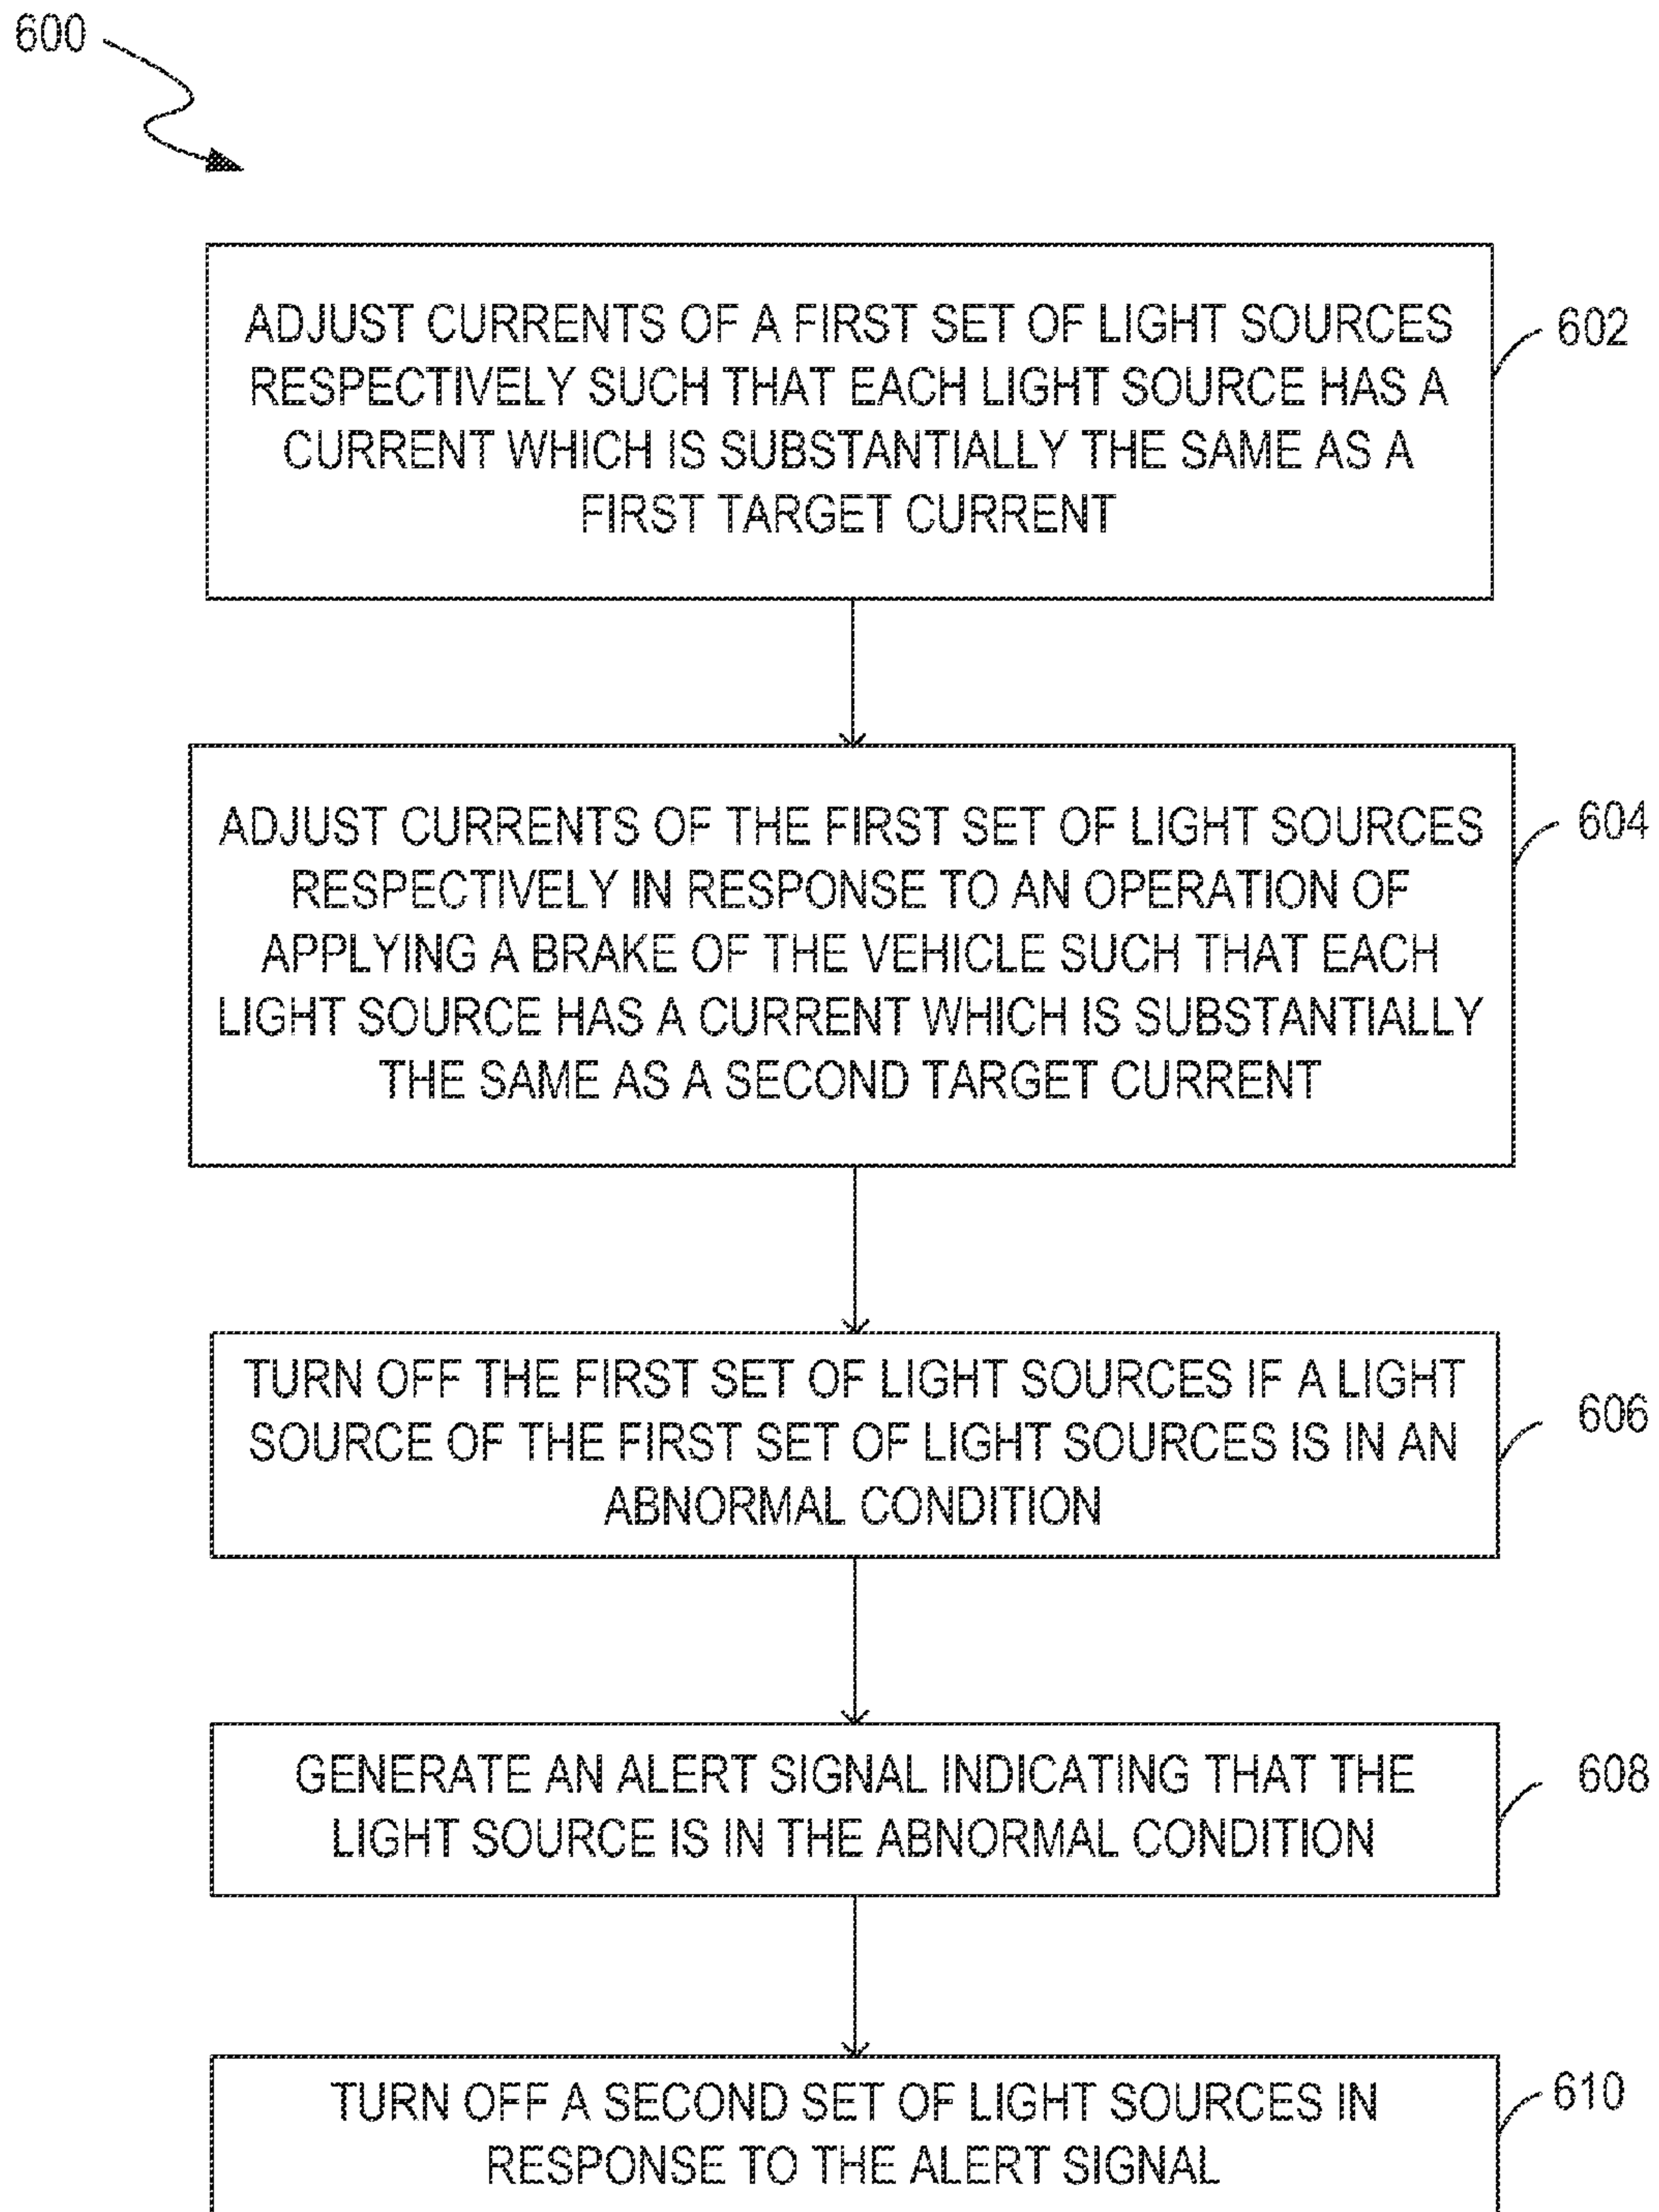 600
ADJUST CURRENTS OF A FIRST SET OF LIGHT SOURCES
RESPECTIVELY SUCH THAT EACH LIGHT SOURCE HAS A
CURRENT WHICH IS SUBSTANTIALLY THE SAME AS A
FIRST TARGET CURRENT
602
ADJUST CURRENTS OF THE FIRST SET OF LIGHT SOURCES
RESPECTIVELY IN RESPONSE TO AN OPERATION OF
APPLYING A BRAKE OF THE VEHICLE SUCH THAT EACH
LIGHT SOURCE HAS A CURRENT WHICH IS SUBSTANTIALLY
THE SAME AS A SECOND TARGET CURRENT
604
TURN OFF THE FIRST SET OF LIGHT SOURCES IF A LIGHT
SOURCE OF THE FIRST SET OF LIGHT SOURCES IS IN AN
ABNORMAL CONDITION
606
GENERATE AN ALERT SIGNAL INDICATING THAT THE
LIGHT SOURCE IS IN THE ABNORMAL CONDITION
608
TURN OFF A SECOND SET OF LIGHT SOURCES IN
RESPONSE TO THE ALERT SIGNAL
610